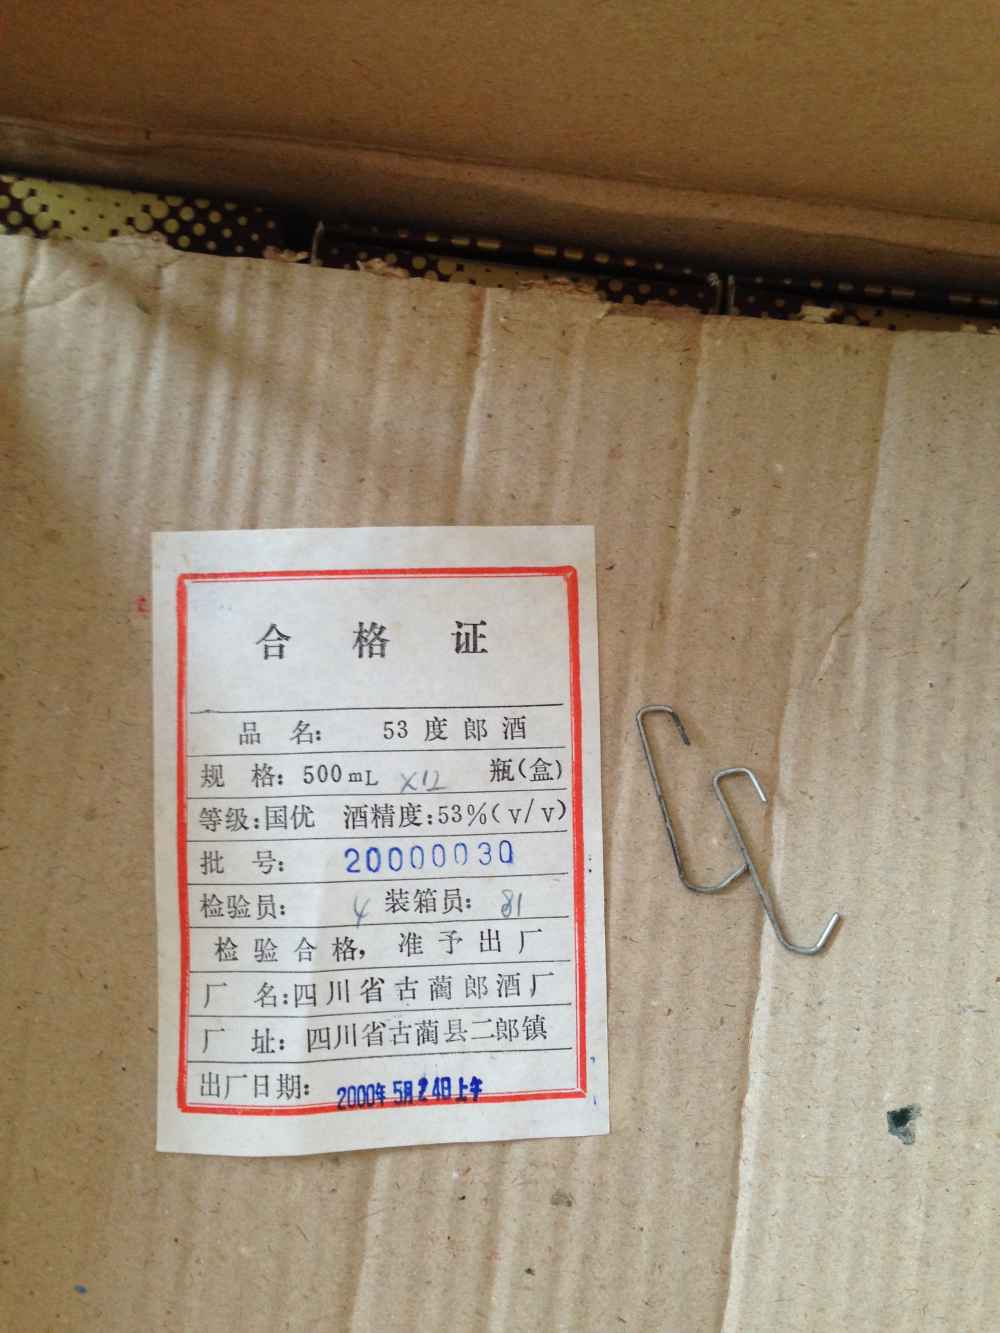 合格证
品名: 53度郎酒
规格: 500mL ×12 瓶(盒)
等级:国优 酒精度:53%(v/v)
批号: 20000030
检验员: 4 装箱员: 81
检验合格, 准予出厂
厂名:四川省古蔺郎酒厂
厂址: 四川省古蔺县二郎镇
出厂日期: 2000年5月24日上午